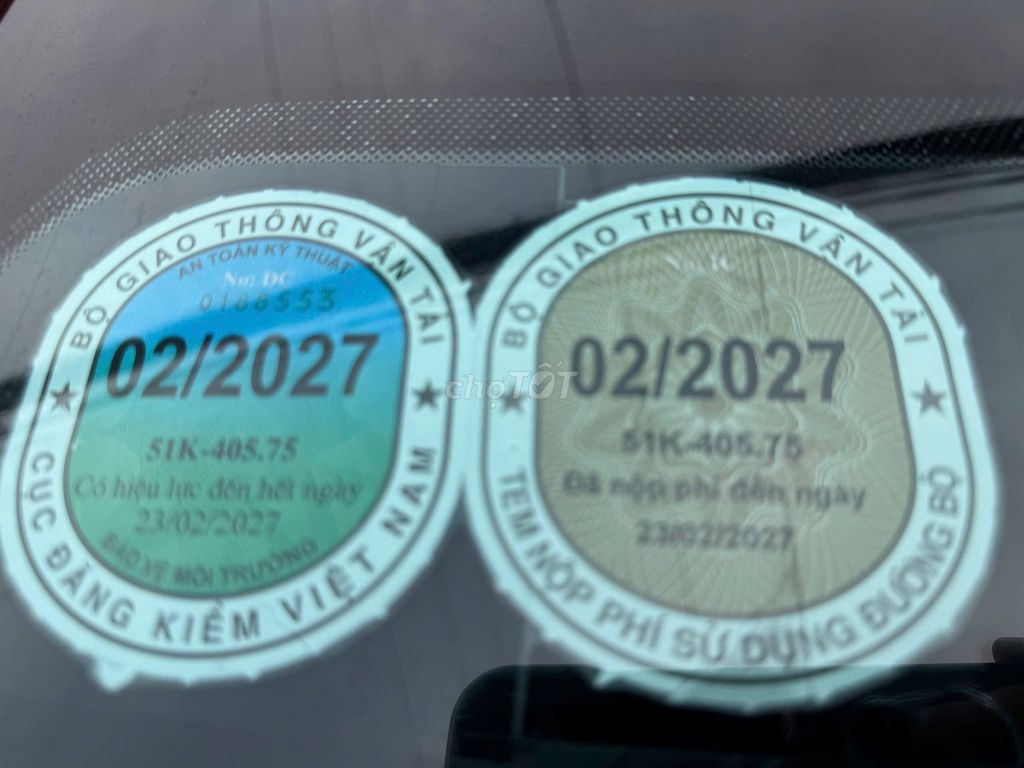 BỘ GIAO THÔNG VẬN TẢI
AN TOÀN KỸ THUẬT
No: DC
0188553
02/2027
51K-405.75
Có hiệu lực đến hết ngày
23/02/2027
BẢO VỆ MÔI TRƯỜNG
CỤC ĐĂNG KIỂM VIỆT NAM
chợTỐT
BỘ GIAO THÔNG VẬN TẢI
02/2027
51K-405.75
Đã nộp phí đến ngày
23/02/2027
TEM NỘP PHÍ SỬ DỤNG ĐƯỜNG BỘ